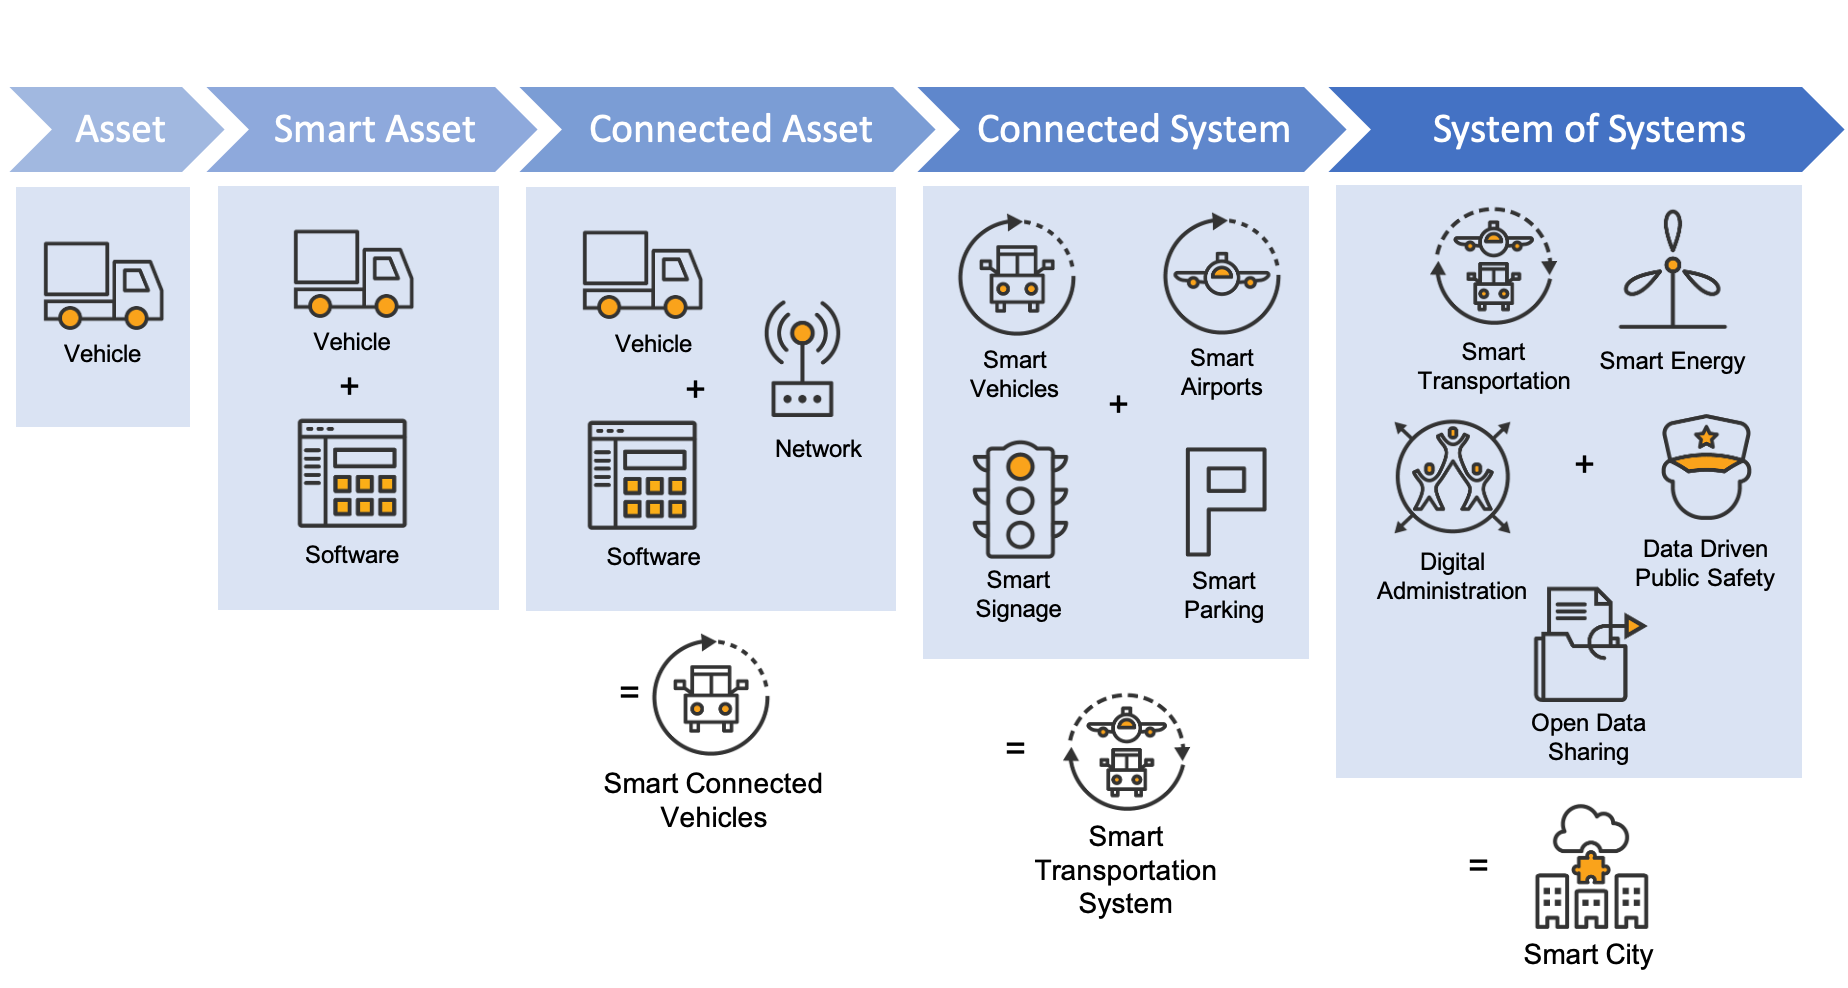 Asset
Smart Asset
Connected Asset
Connected System
System of Systems
Vehicle
Vehicle
+
Software
Vehicle
+
Network
Software
=
Smart Connected
Vehicles
Smart
Vehicles
Smart
Airports
+
Smart
Signage
Smart
Parking
=
Smart
Transportation
System
Smart
Transportation
Smart Energy
+
Digital
Administration
Data Driven
Public Safety
Open Data
Sharing
=
Smart City